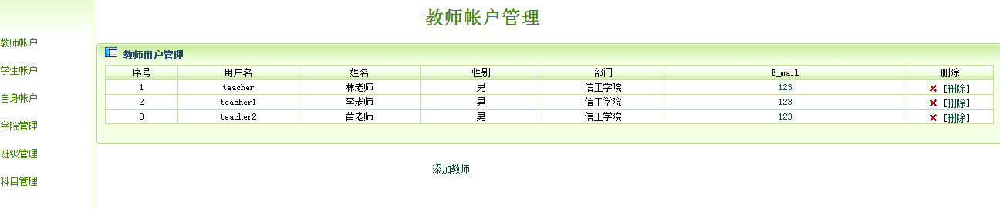 教师帐户管理
教师帐户
学生帐户
自身帐户
学院管理
班级管理
科目管理
教师用户管理
序号 用户名 姓名 性别 部门 E_mail 删除
1 teacher 林老师 男 信工学院 123 [删除]
2 teacher1 李老师 男 信工学院 123 [删除]
3 teacher2 黄老师 男 信工学院 123 [删除]
添加教师